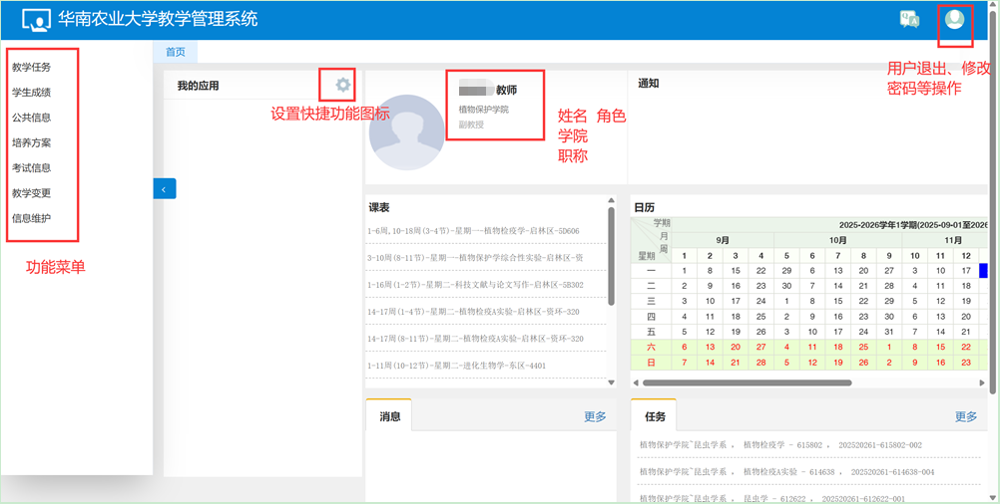 华南农业大学教学管理系统
用户退出、修改
密码等操作
教学任务
学生成绩
公共信息
培养方案
考试信息
教学变更
信息维护
功能菜单
首页
我的应用
设置快捷功能图标
教师
植物保护学院
副教授
姓名 角色
学院
职称
通知
课表
1-6周,10-18周(3-4节)-星期一-植物检疫学-启林区-5D606
3-10周(8-11节)-星期一-植物保护学综合性实验-启林区-资
1-16周(1-2节)-星期二-科技文献与论文写作-启林区-5B302
14-17周(1-4节)-星期二-植物检疫A实验-启林区-资环-320
14-17周(8-11节)-星期二-植物检疫A实验-启林区-资环-320
1-11周(10-12节)-星期二-进化生物学-东区-4401
日历
学期 2025-2026学年1学期(2025-09-01至2026
月 9月 10月 11月
周
星期 1 2 3 4 5 6 7 8 9 10 11 12
一 1 8 15 22 29 6 13 20 27 3 10 17
二 2 9 16 23 30 7 14 21 28 4 11 18
三 3 10 17 24 1 8 15 22 29 5 12 19
四 4 11 18 25 2 9 16 23 30 6 13 20
五 5 12 19 26 3 10 17 24 31 7 14 21
六 6 13 20 27 4 11 18 25 1 8 15 22
日 7 14 21 28 5 12 19 26 2 9 16 23
消息 更多
任务 更多
植物保护学院~昆虫学系 , 植物检疫学 - 615802 , 202520261-615802-002
植物保护学院~昆虫学系 , 植物检疫A实验 - 614638 , 202520261-614638-004
植物保护学院~昆虫学系 , 昆虫学 - 612622 , 202520261-612622-001